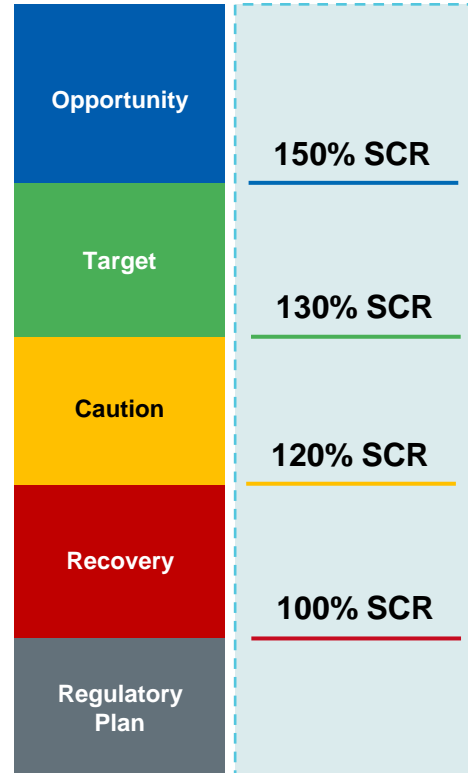 Opportunity
150% SCR
Target
130% SCR
Caution
120% SCR
Recovery
100% SCR
Regulatory
Plan